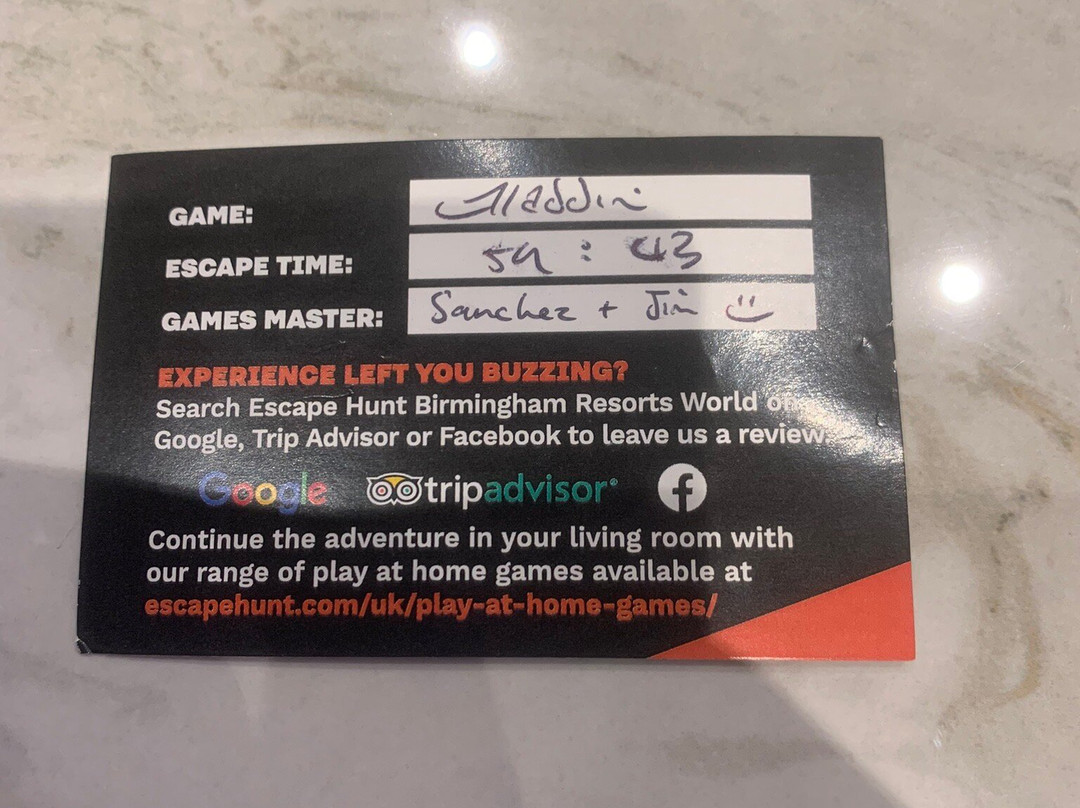 GAME: Aladdin
ESCAPE TIME: 59 : 43
GAMES MASTER: Sanchez + Jim
EXPERIENCE LEFT YOU BUZZING?
Search Escape Hunt Birmingham Resorts World on
Google, Trip Advisor or Facebook to leave us a review.
Google tripadvisor® f
Continue the adventure in your living room with
our range of play at home games available at
escapehunt.com/uk/play-at-home-games/